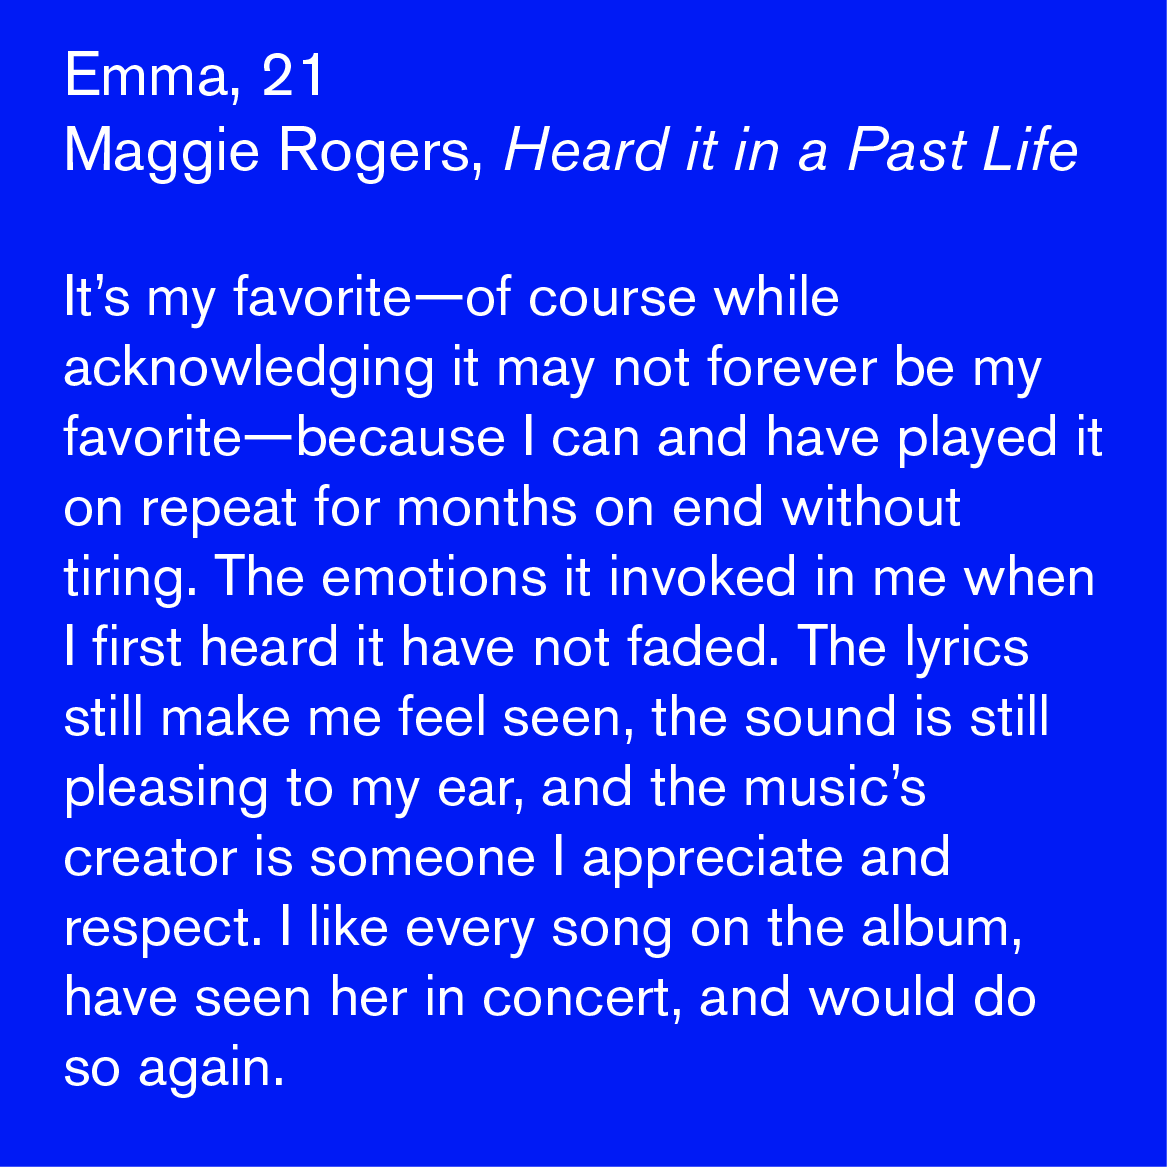 Emma, 21
Maggie Rogers, Heard it in a Past Life
It’s my favorite—of course while
acknowledging it may not forever be my
favorite—because I can and have played it
on repeat for months on end without
tiring. The emotions it invoked in me when
I first heard it have not faded. The lyrics
still make me feel seen, the sound is still
pleasing to my ear, and the music’s
creator is someone I appreciate and
respect. I like every song on the album,
have seen her in concert, and would do
so again.